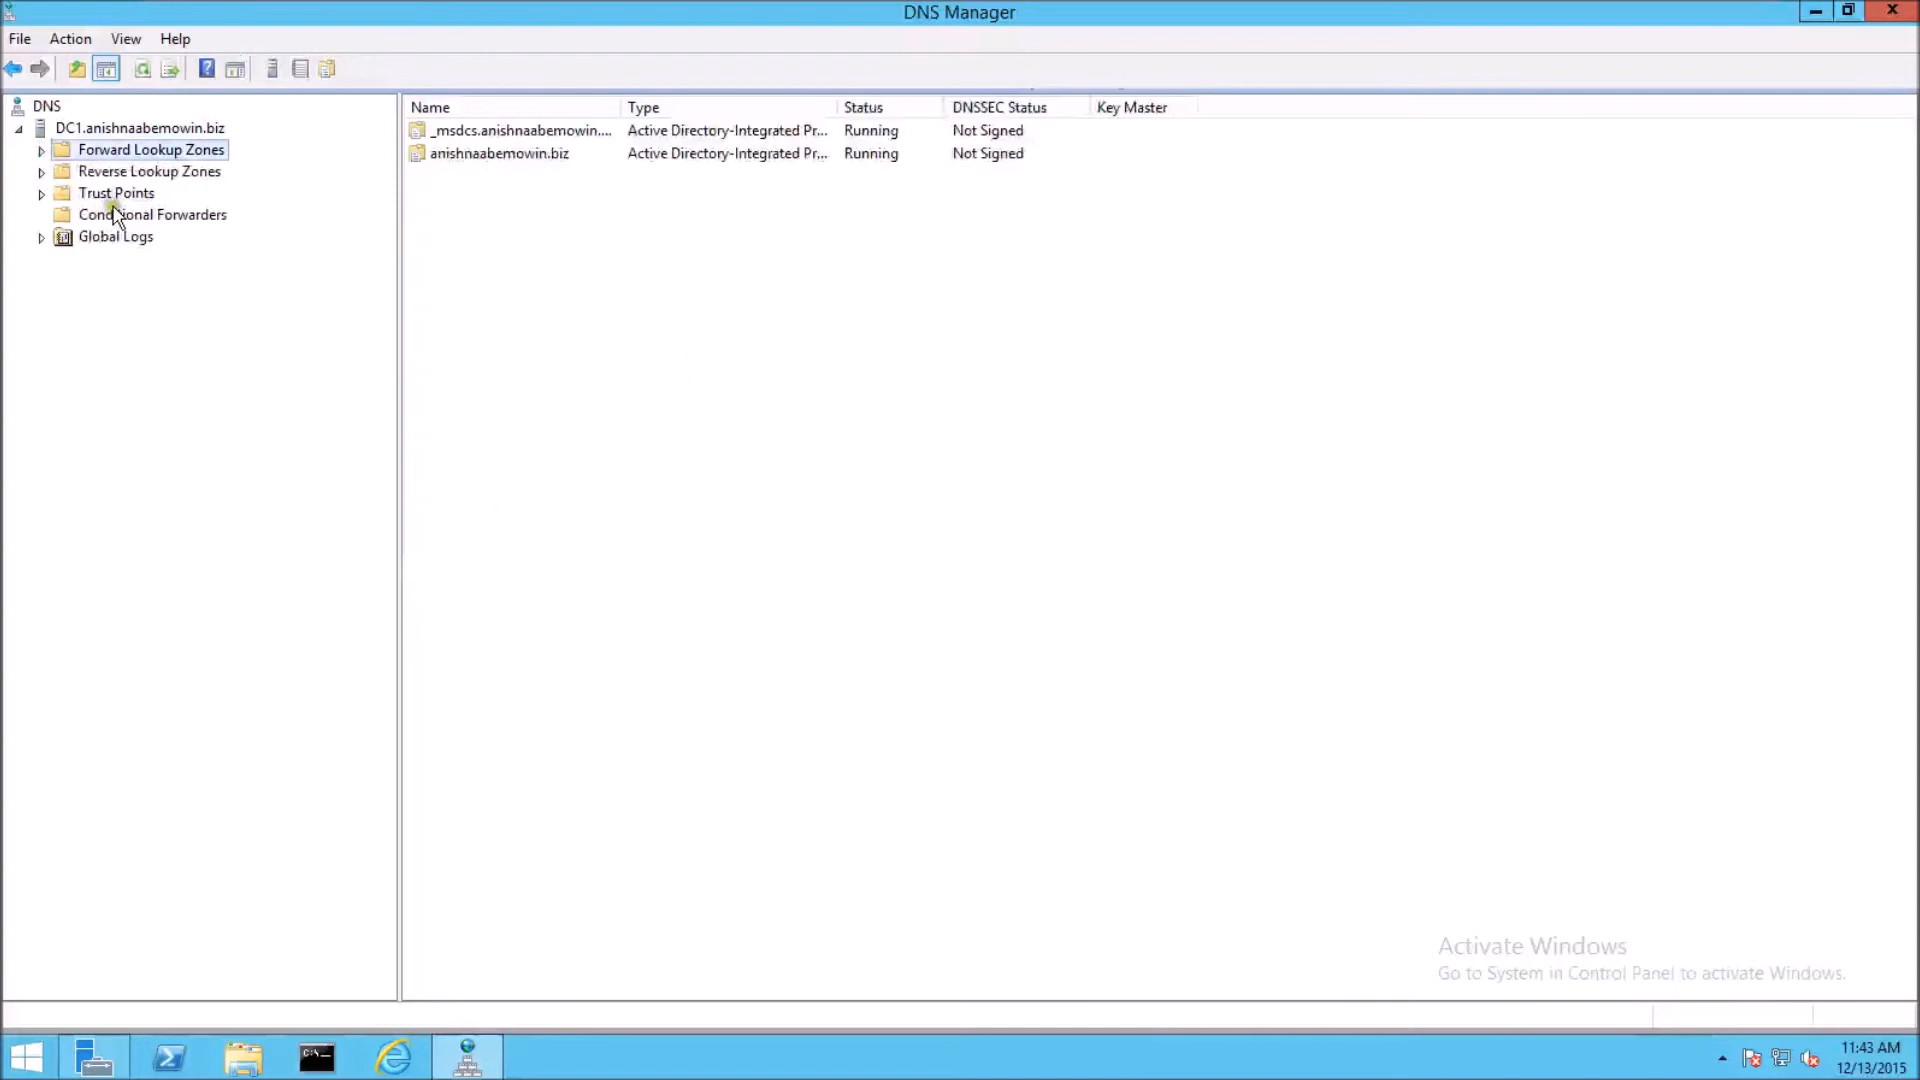 DNS Manager
File Action View Help
DNS
DC1.anishnaabemowin.biz
Forward Lookup Zones
Reverse Lookup Zones
Trust Points
Conditional Forwarders
Global Logs
Name Type Status DNSSEC Status Key Master
_msdcs.anishnaabemowin.... Active Directory-Integrated Pr... Running Not Signed
anishnaabemowin.biz Active Directory-Integrated Pr... Running Not Signed
Activate Windows
Go to System in Control Panel to activate Windows.
C:\_
11:43 AM
12/13/2015